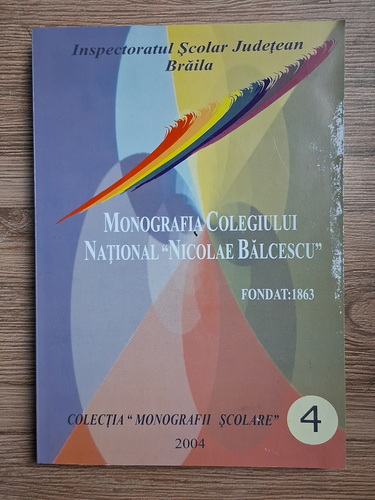 Inspectoratul Școlar Județean
Brăila
MONOGRAFIA COLEGIULUI
NAȚIONAL “NICOLAE BĂLCESCU”
FONDAT:1863
COLECȚIA “ MONOGRAFII ȘCOLARE”
4
2004